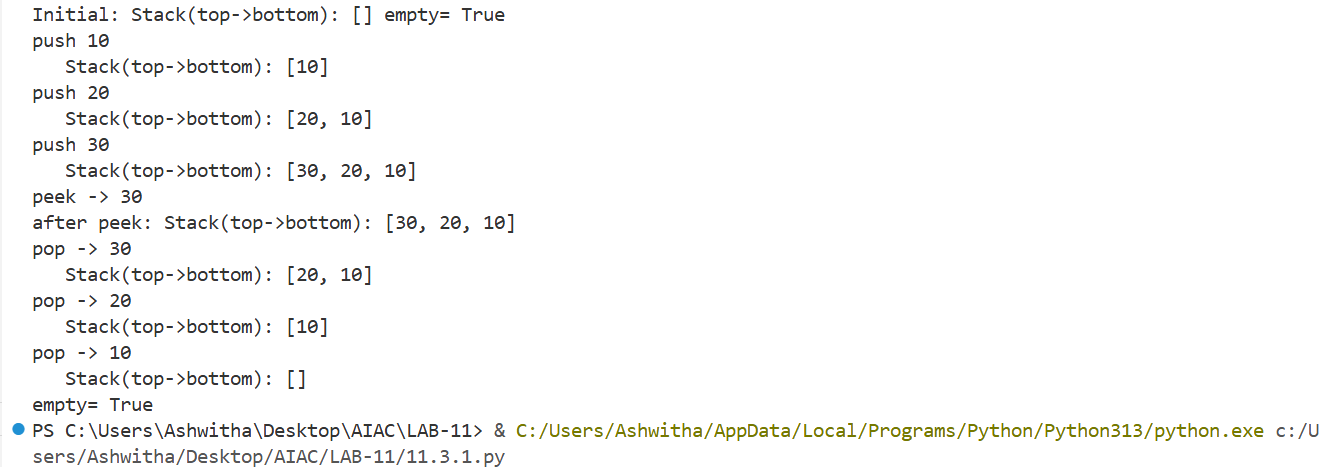 Initial: Stack(top->bottom): [] empty= True
push 10
   Stack(top->bottom): [10]
push 20
   Stack(top->bottom): [20, 10]
push 30
   Stack(top->bottom): [30, 20, 10]
peek -> 30
after peek: Stack(top->bottom): [30, 20, 10]
pop -> 30
   Stack(top->bottom): [20, 10]
pop -> 20
   Stack(top->bottom): [10]
pop -> 10
   Stack(top->bottom): []
empty= True
PS C:\Users\Ashwitha\Desktop\AIAC\LAB-11> & C:/Users/Ashwitha/AppData/Local/Programs/Python/Python313/python.exe c:/U
sers/Ashwitha/Desktop/AIAC/LAB-11/11.3.1.py